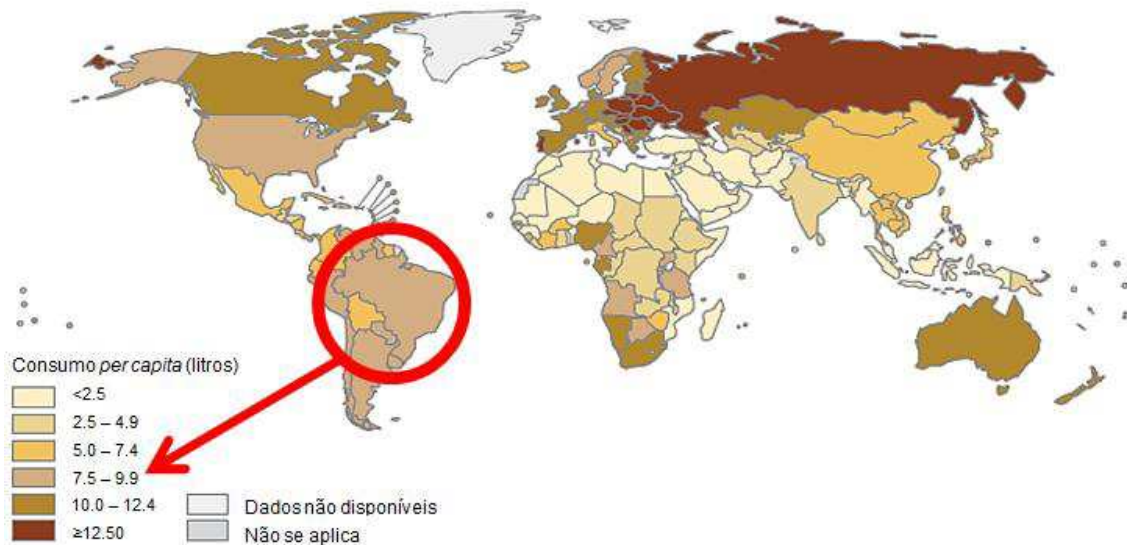 Consumo per capita (litros)
<2.5
2.5 – 4.9
5.0 – 7.4
7.5 – 9.9
10.0 – 12.4
≥12.50
Dados não disponíveis
Não se aplica